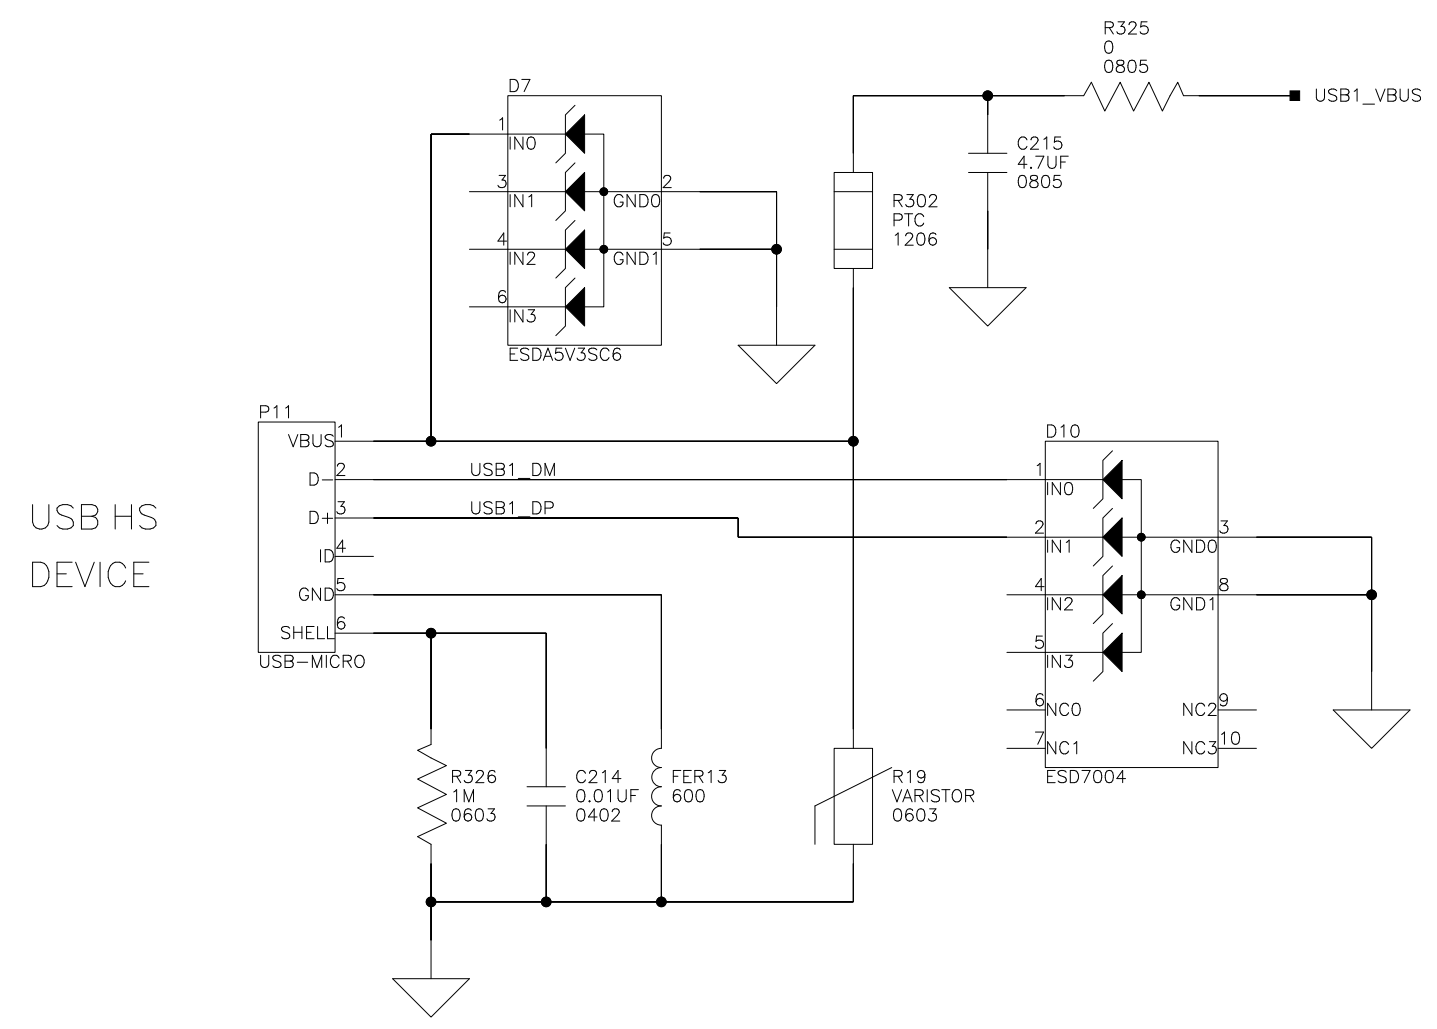 R325
0
0805
USB1_VBUS
C215
4.7UF
0805
R302
PTC
1206
D7
1
IN0
3
IN1
4
IN2
6
IN3
2
GND0
5
GND1
ESDA5V3SC6
P11
VBUS 1
D- 2
D+ 3
ID 4
GND 5
SHELL 6
USB-MICRO
USB HS
DEVICE
USB1_DM
USB1_DP
D10
1
IN0
2
IN1
4
IN2
5
IN3
6
NC0
7
NC1
3
GND0
8
GND1
9
NC2
10
NC3
ESD7004
R326
1M
0603
C214
0.01UF
0402
FER13
600
R19
VARISTOR
0603